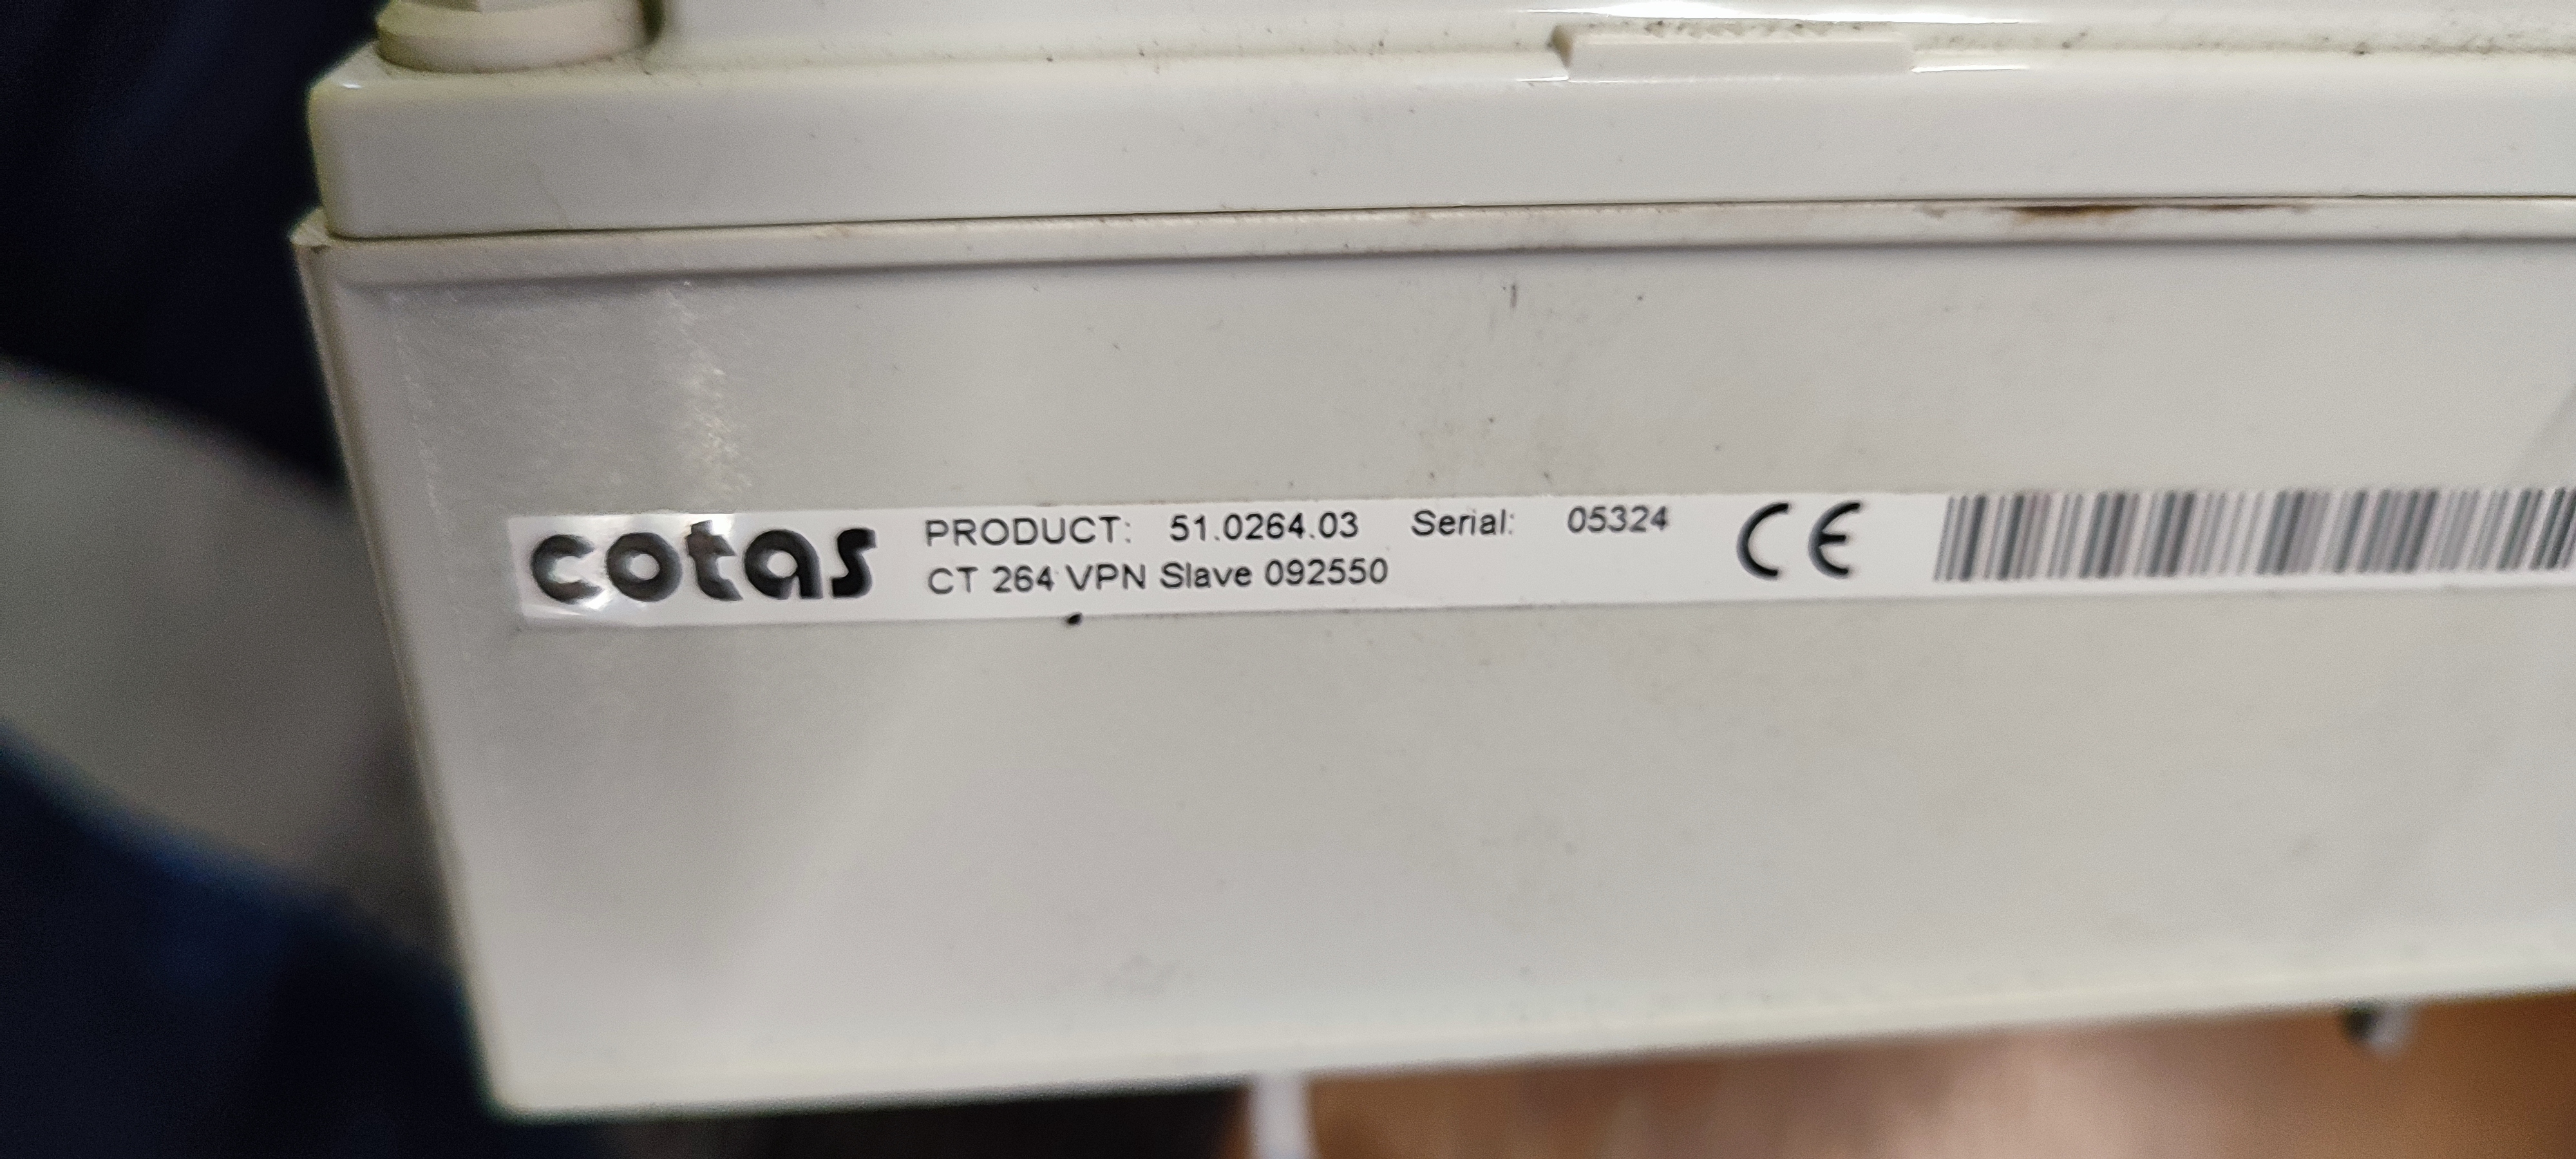 cotas
PRODUCT: 51.0264.03 Serial: 05324
CT 264 VPN Slave 092550
CE